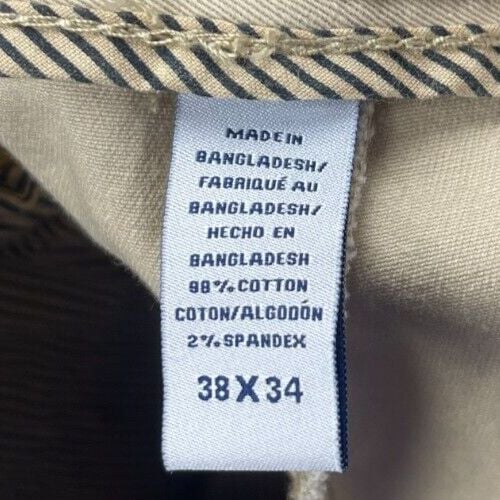 MADE IN
BANGLADESH/
FABRIQUÉ AU
BANGLADESH/
HECHO EN
BANGLADESH
98% COTTON
COTON/ALGODÓN
2% SPANDEX
38 X 34